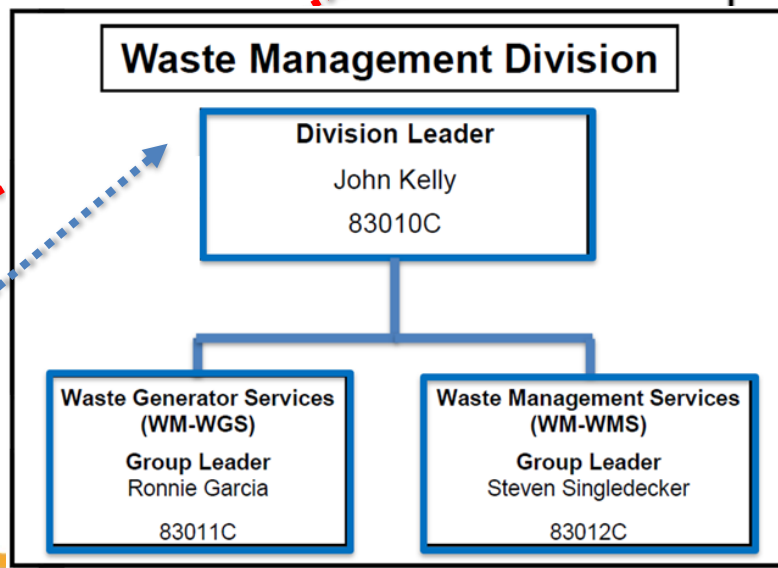 Waste Management Division
Division Leader
John Kelly
83010C
Waste Generator Services
(WM-WGS)
Group Leader
Ronnie Garcia
83011C
Waste Management Services
(WM-WMS)
Group Leader
Steven Singledecker
83012C